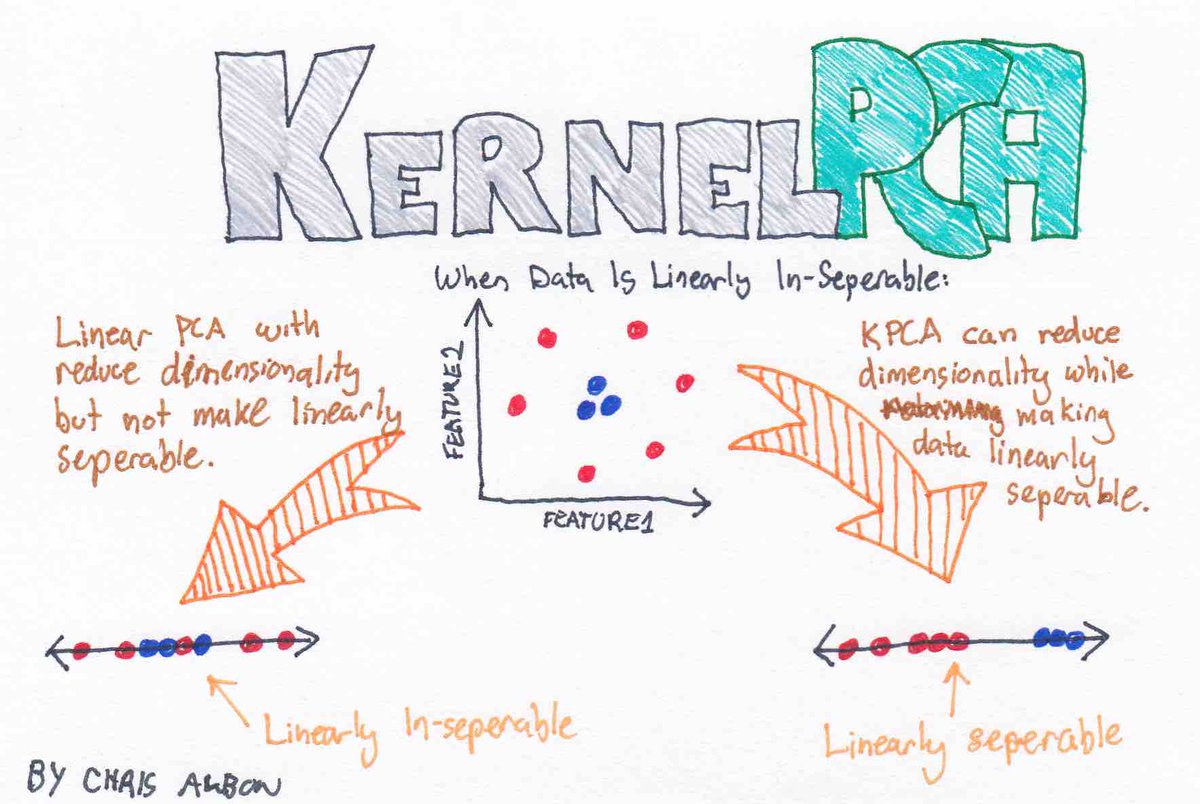 KERNEL PCA
When Data Is Linearly In-Seperable:
Linear PCA with
reduce dimensionality
but not make linearly
seperable.
FEATURE2
FEATURE1
KPCA can reduce
dimensionality while
making
data linearly
seperable.
Linearly In-seperable
Linearly seperable
BY CHRIS ALBON